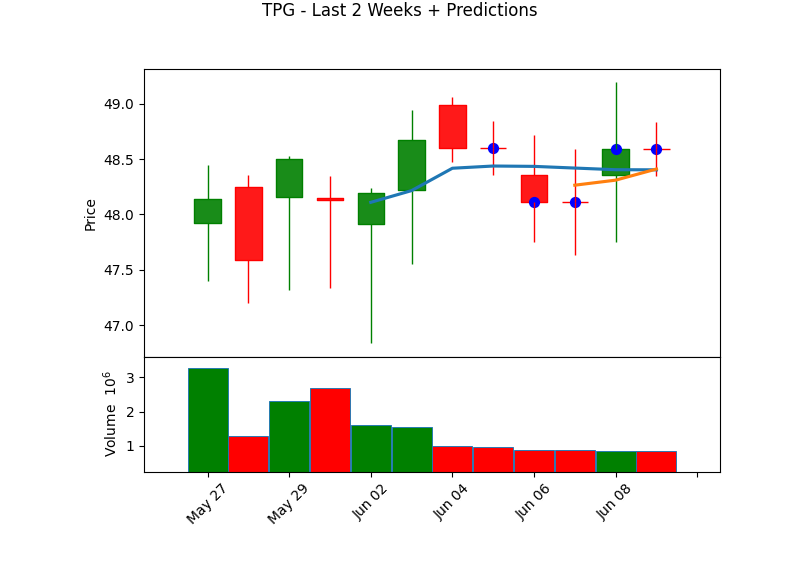 TPG - Last 2 Weeks + Predictions
Price
49.0
48.5
48.0
47.5
47.0
Volume 10^6
3
2
1
May 27
May 29
Jun 02
Jun 04
Jun 06
Jun 08